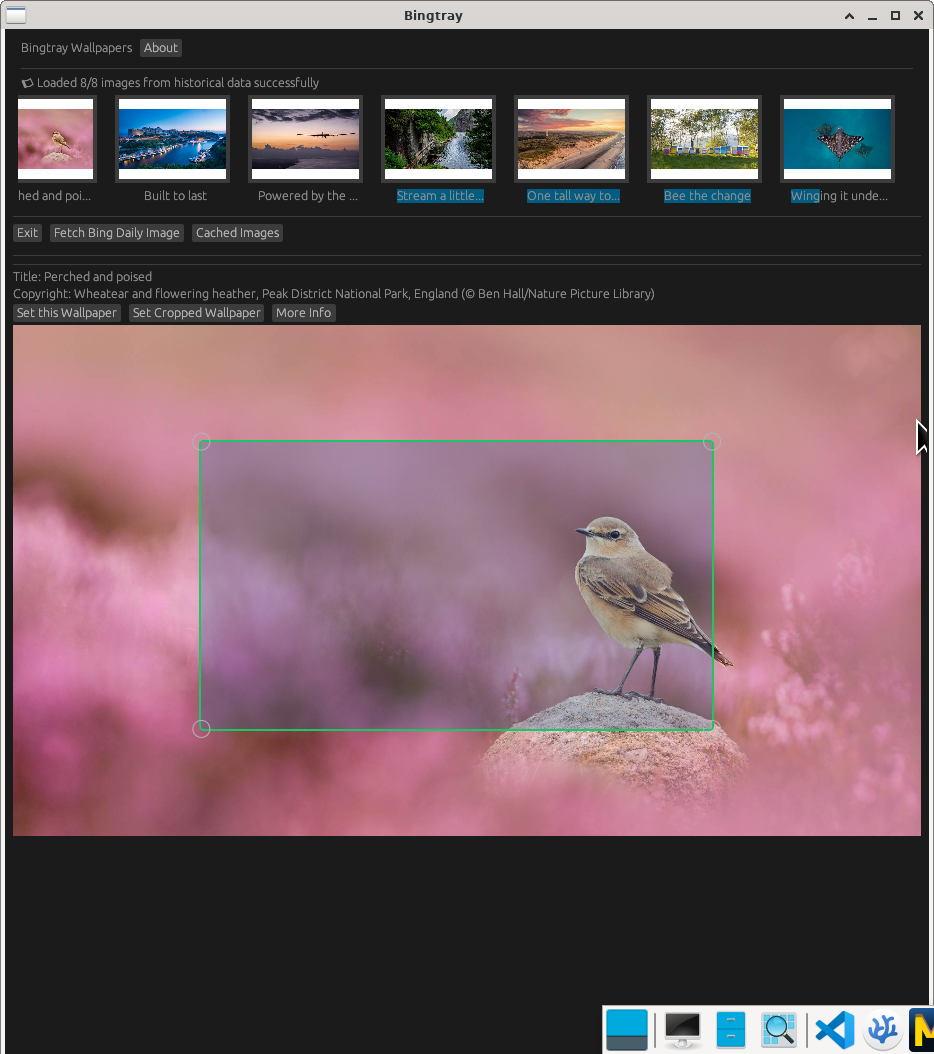 Bingtray
Bingtray Wallpapers About
Loaded 8/8 images from historical data successfully
hed and poi... Built to last Powered by the ... Stream a little... One tall way to... Bee the change Winging it unde...
Exit Fetch Bing Daily Image Cached Images
Title: Perched and poised
Copyright: Wheatear and flowering heather, Peak District National Park, England (© Ben Hall/Nature Picture Library)
Set this Wallpaper Set Cropped Wallpaper More Info